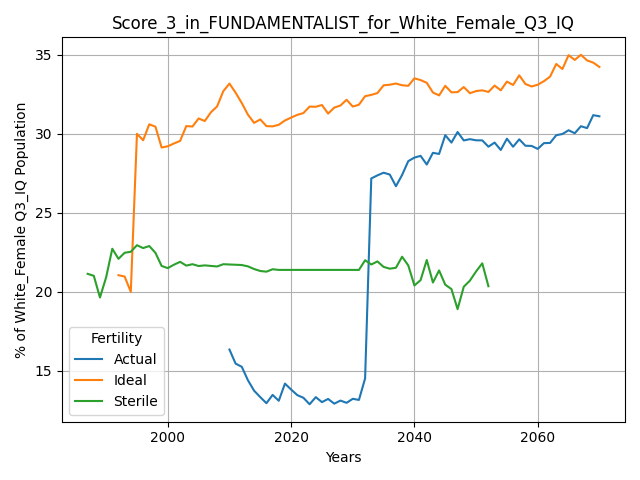 Score_3_in_FUNDAMENTALIST_for_White_Female_Q3_IQ
% of White_Female Q3_IQ Population
35
30
25
20
15
Fertility
Actual
Ideal
Sterile
2000
2020
2040
2060
Years